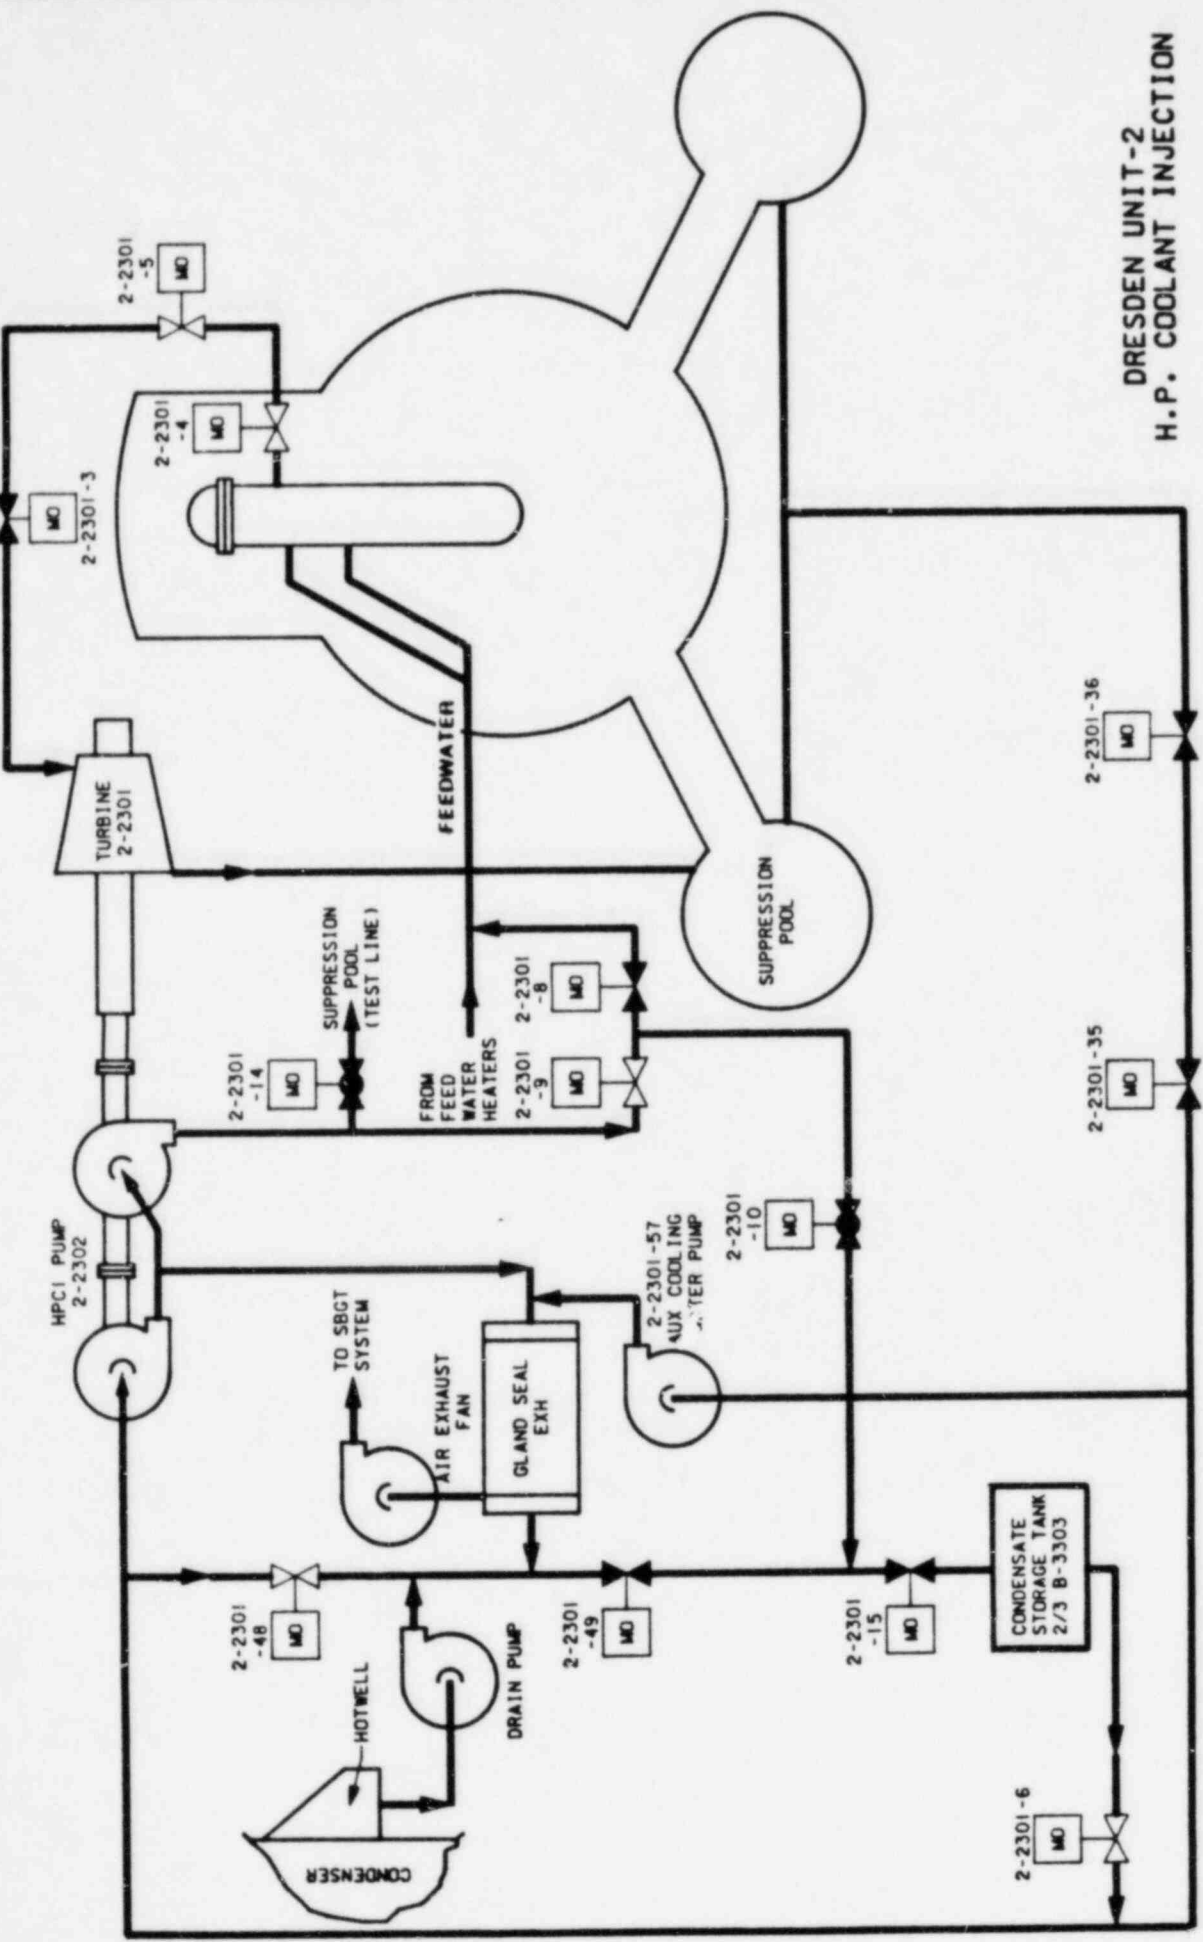 DRESDEN UNIT-2
H.P. COOLANT INJECTION
2-2301
-5
MO
2-2301
-4
MO
MO
2-2301-3
TURBINE
2-2301
FEEDWATER
SUPPRESSION
POOL
2-2301-36
MO
SUPPRESSION
POOL
(TEST LINE)
2-2301
-14
MO
FROM
FEED
WATER
HEATERS
2-2301
-8
MO
2-2301
-9
MO
2-2301-35
MO
HPCI PUMP
2-2302
2-2301
-10
MO
2-2301-57
AUX COOLING
TER PUMP
TO SBGT
SYSTEM
AIR EXHAUST
FAN
GLAND SEAL
EXH
2-2301
-48
MO
2-2301
-49
MO
2-2301
-15
MO
CONDENSATE
STORAGE TANK
2/3 B-3303
HOTWELL
DRAIN PUMP
CONDENSER
2-2301-6
MO